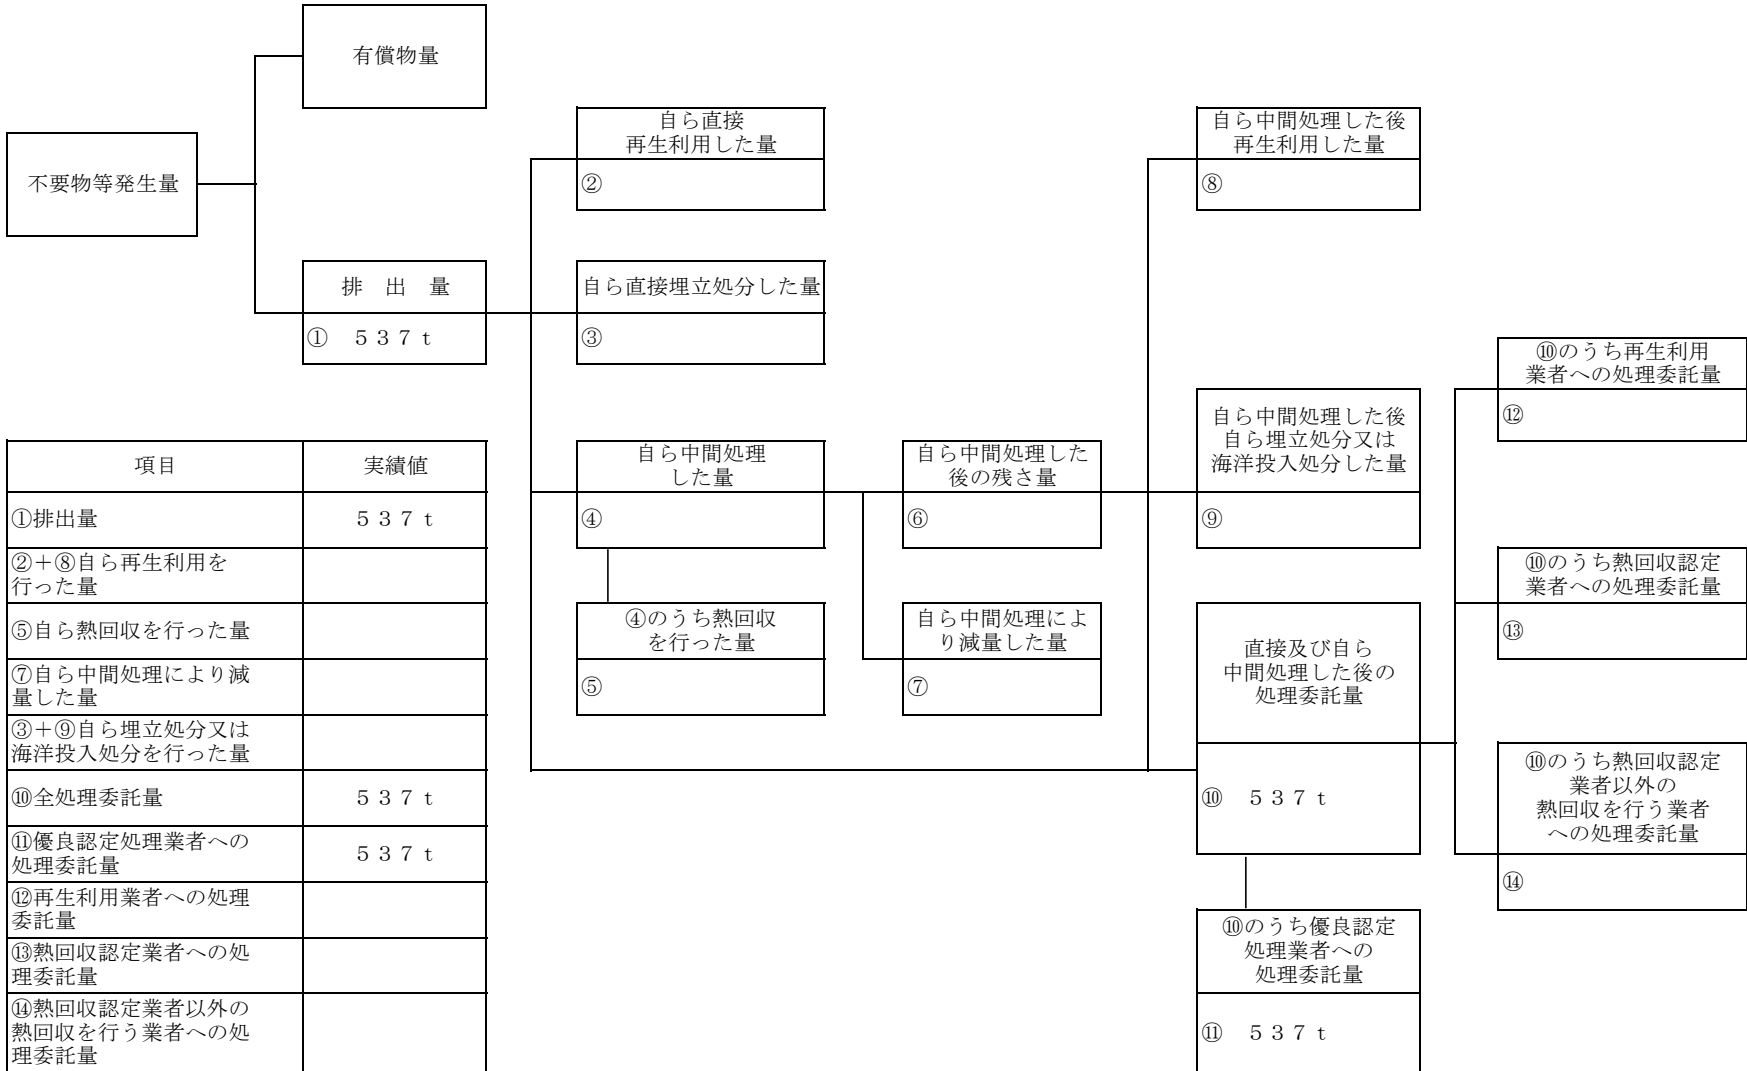 有償物量
不要物等発生量
排　出　量
①　５３７ｔ
自ら直接
再生利用した量
②
自ら直接埋立処分した量
③
自ら中間処理
した量
④
④のうち熱回収
を行った量
⑤
自ら中間処理した
後の残さ量
⑥
自ら中間処理によ
り減量した量
⑦
自ら中間処理した後
再生利用した量
⑧
自ら中間処理した後
自ら埋立処分又は
海洋投入処分した量
⑨
直接及び自ら
中間処理した後の
処理委託量
⑩　５３７ｔ
⑩のうち優良認定
処理業者への
処理委託量
⑪　５３７ｔ
⑩のうち再生利用
業者への処理委託量
⑫
⑩のうち熱回収認定
業者への処理委託量
⑬
⑩のうち熱回収認定
業者以外の
熱回収を行う業者
への処理委託量
⑭
項目　実績値
①排出量　５３７ｔ
②＋⑧自ら再生利用を
行った量
⑤自ら熱回収を行った量
⑦自ら中間処理により減
量した量
③＋⑨自ら埋立処分又は
海洋投入処分を行った量
⑩全処理委託量　５３７ｔ
⑪優良認定処理業者への
処理委託量　５３７ｔ
⑫再生利用業者への処理
委託量
⑬熱回収認定業者への処
理委託量
⑭熱回収認定業者以外の
熱回収を行う業者への処
理委託量